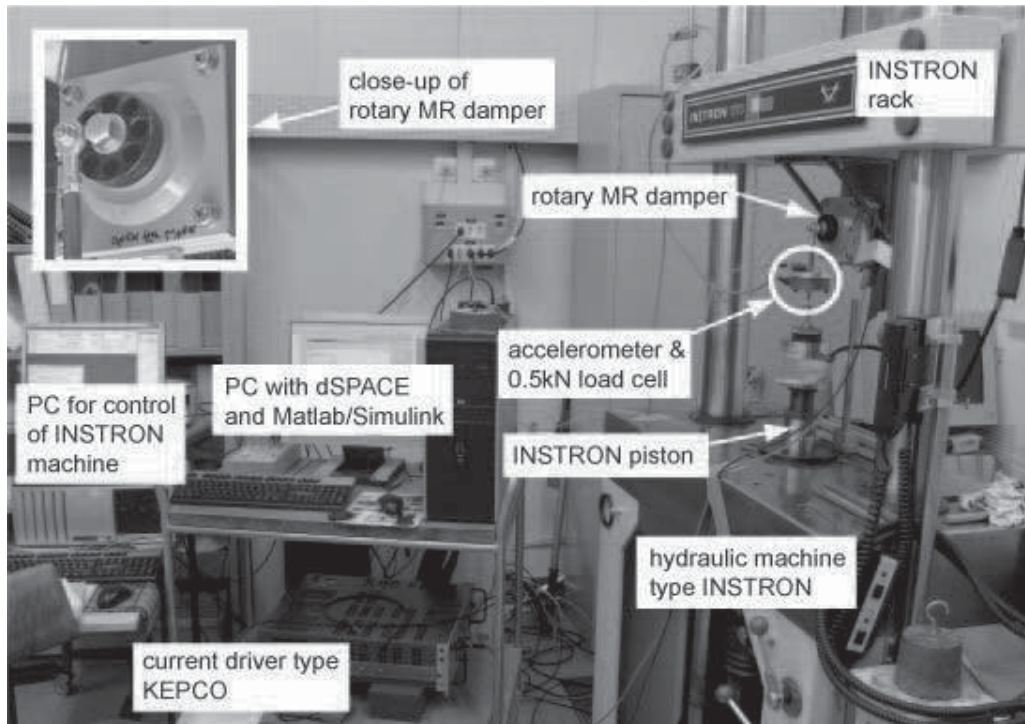 close-up of
rotary MR damper
INSTRON
rack
INSTRON
rotary MR damper
accelerometer &
0.5kN load cell
PC with dSPACE
and Matlab/Simulink
PC for control
of INSTRON
machine
INSTRON piston
hydraulic machine
type INSTRON
current driver type
KEPCO